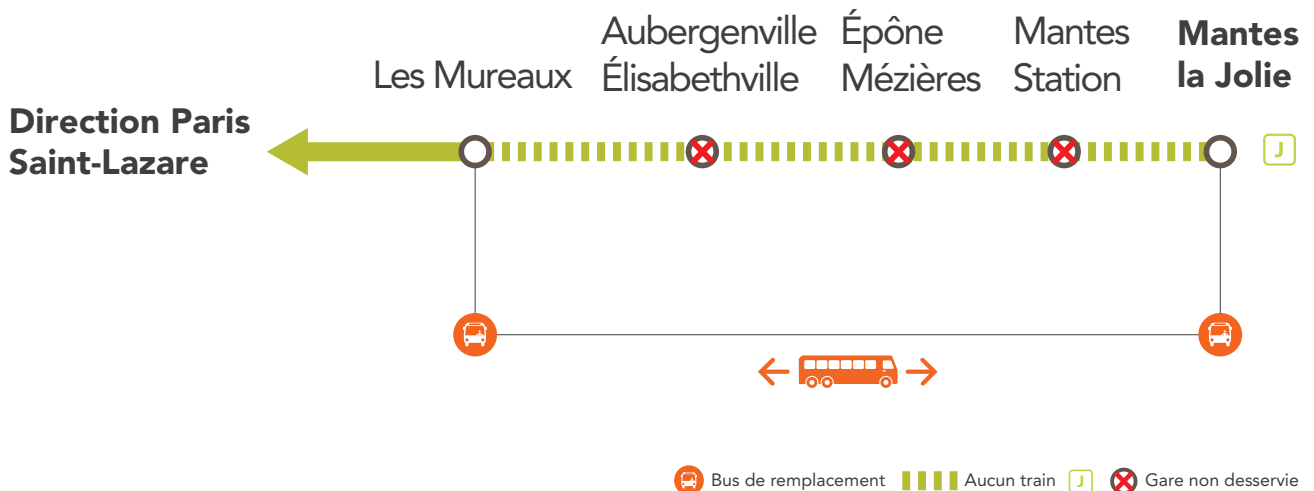 Les Mureaux
Aubergenville
Élisabethville
Épône
Mézières
Mantes
Station
Mantes
la Jolie
Direction Paris
Saint-Lazare
J
Bus de remplacement
Aucun train J
Gare non desservie